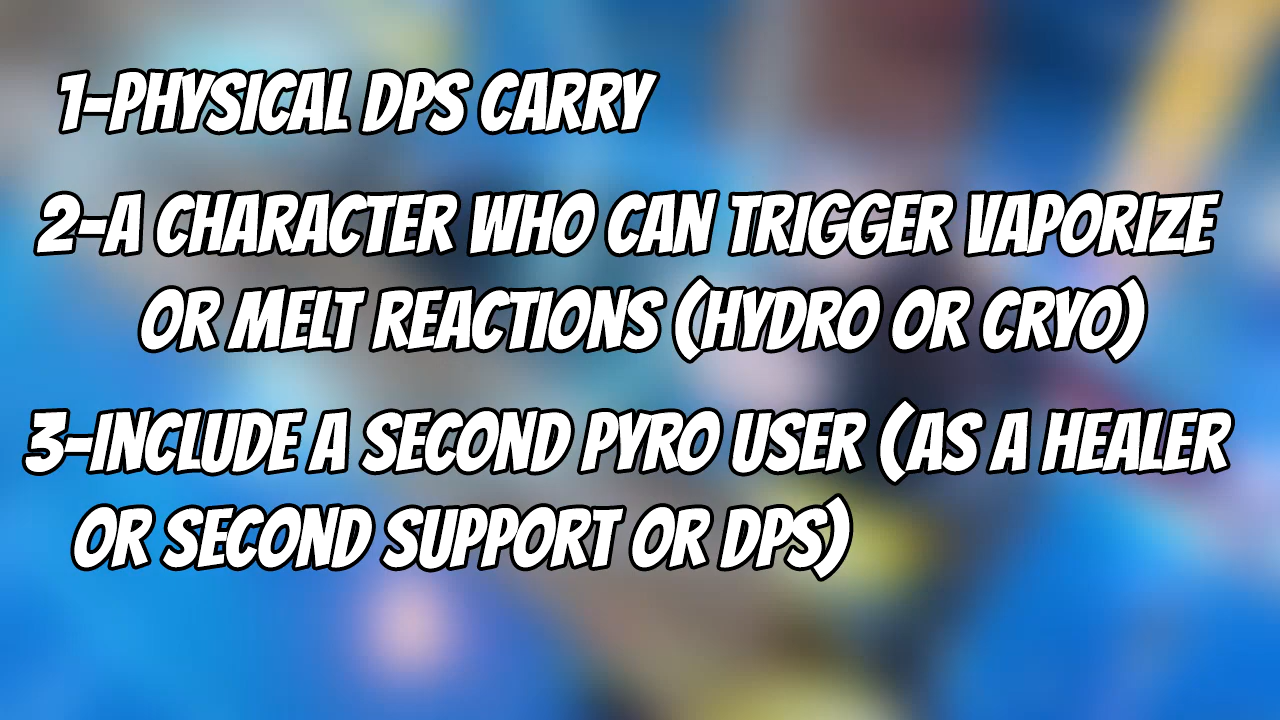 1-PHYSICAL DPS CARRY
2-A CHARACTER WHO CAN TRIGGER VAPORIZE
OR MELT REACTIONS (HYDRO OR CRYO)
3-INCLUDE A SECOND PYRO USER (AS A HEALER
OR SECOND SUPPORT OR DPS)